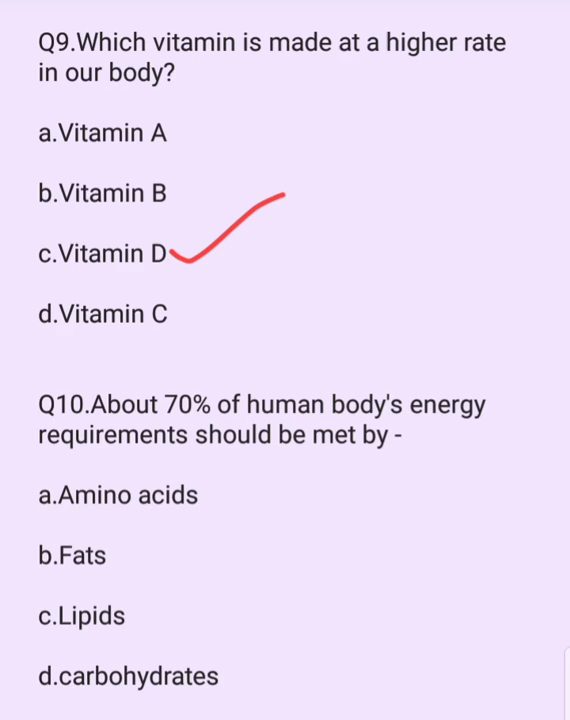 Q9.Which vitamin is made at a higher rate
in our body?
a.Vitamin A
b.Vitamin B
c.Vitamin D
d.Vitamin C
Q10.About 70% of human body's energy
requirements should be met by -
a.Amino acids
b.Fats
c.Lipids
d.carbohydrates